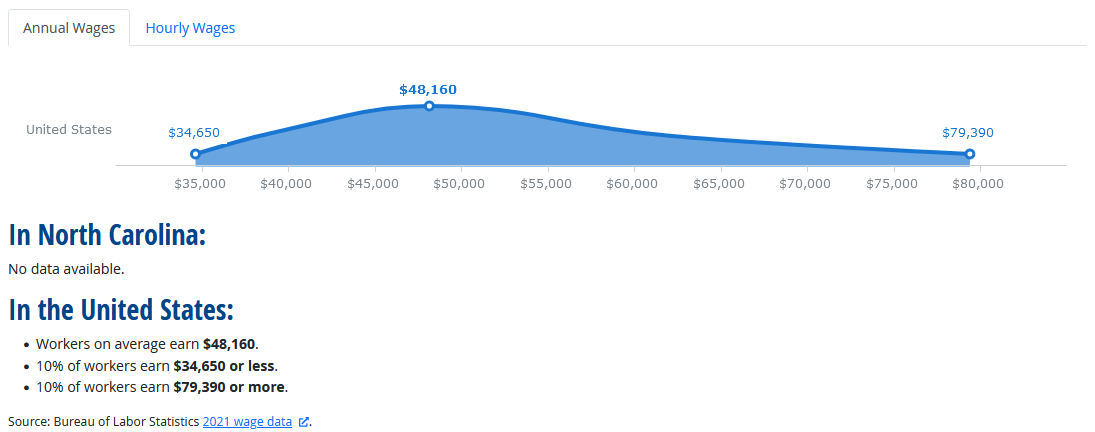 Annual Wages Hourly Wages
$48,160
United States $34,650 $79,390
$35,000 $40,000 $45,000 $50,000 $55,000 $60,000 $65,000 $70,000 $75,000 $80,000
In North Carolina:
No data available.
In the United States:
• Workers on average earn $48,160.
• 10% of workers earn $34,650 or less.
• 10% of workers earn $79,390 or more.
Source: Bureau of Labor Statistics 2021 wage data .